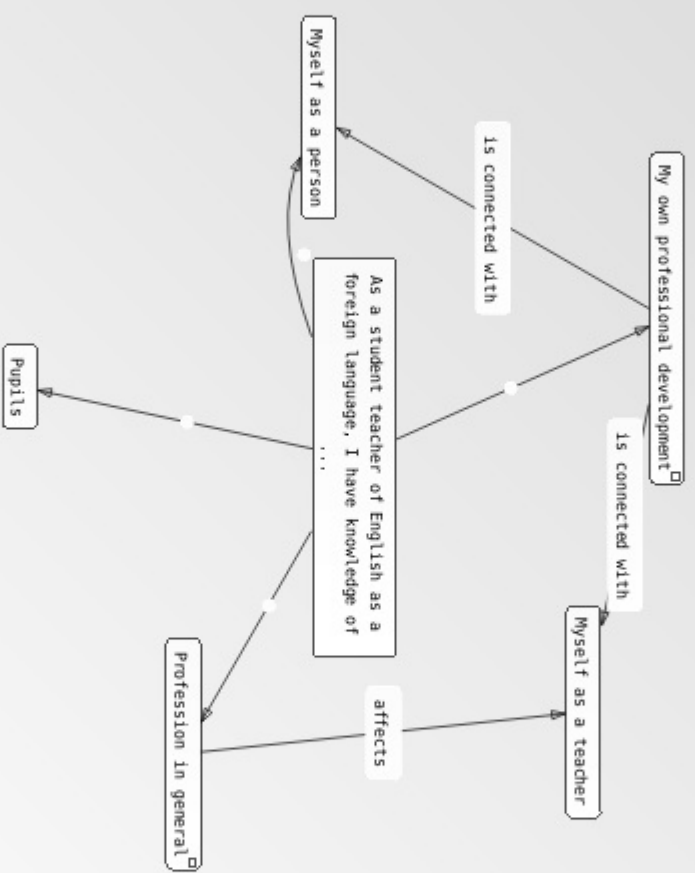 My own professional development
is connected with
is connected with
Myself as a teacher
Myself as a person
As a student teacher of English as a
foreign language, I have knowledge of
...
affects
Profession in general
Pupils